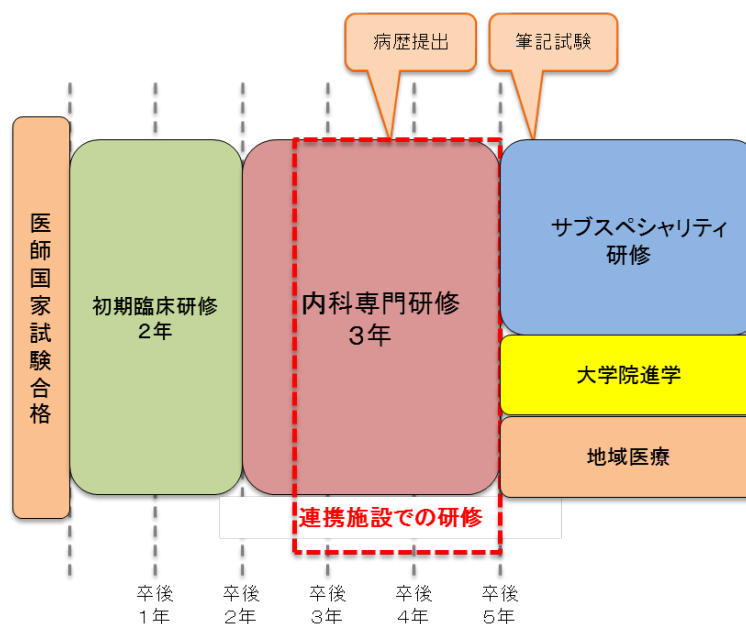 病歴提出
筆記試験
医師国家試験合格
初期臨床研修
2年
内科専門研修
3年
サブスペシャリティ
研修
大学院進学
地域医療
連携施設での研修
卒後
1年
卒後
2年
卒後
3年
卒後
4年
卒後
5年